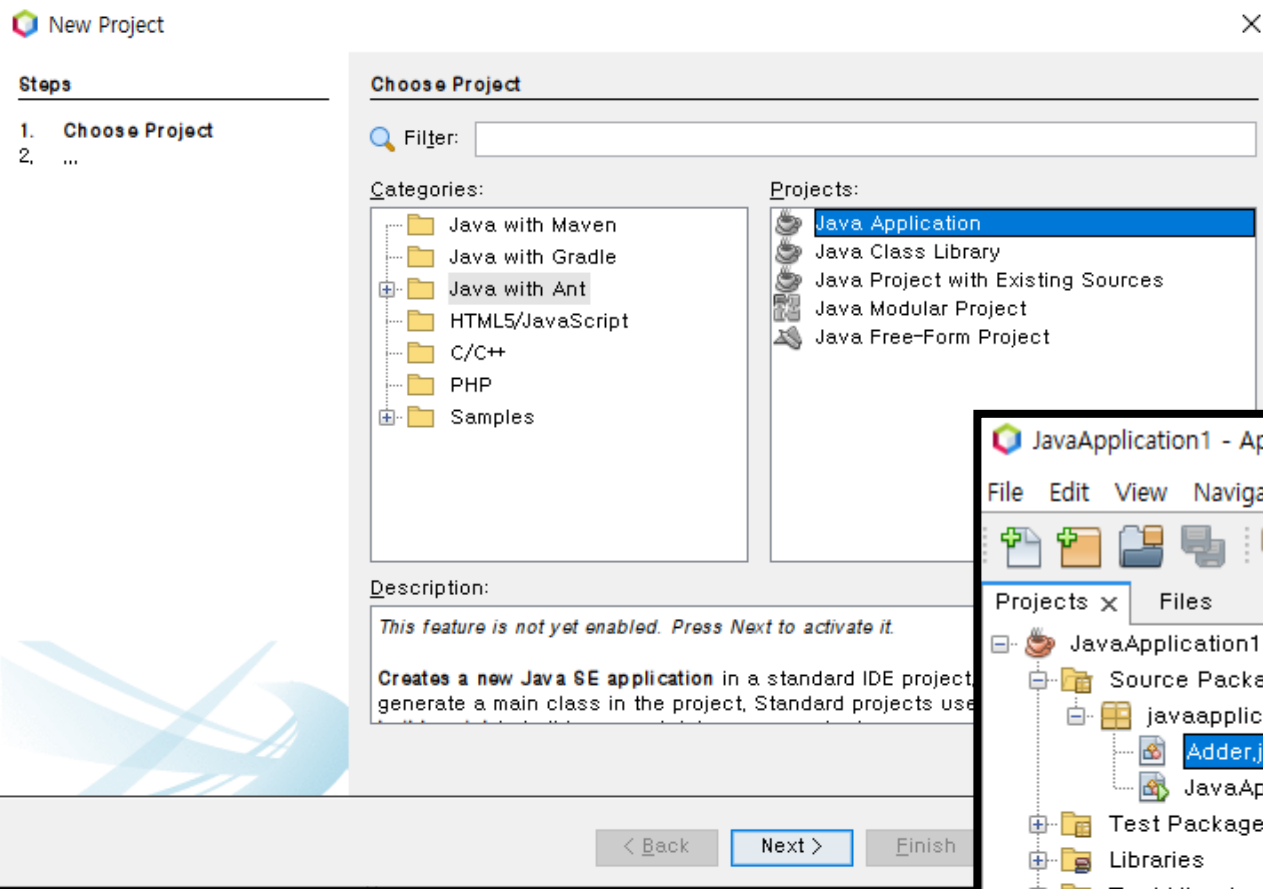 New Project
Steps
1. Choose Project
2. ...
Choose Project
Filter:
Categories:
Java with Maven
Java with Gradle
Java with Ant
HTML5/JavaScript
C/C++
PHP
Samples
Projects:
Java Application
Java Class Library
Java Project with Existing Sources
Java Modular Project
Java Free-Form Project
Description:
This feature is not yet enabled. Press Next to activate it.
Creates a new Java SE application in a standard IDE project,
generate a main class in the project, Standard projects use
< Back
Next >
Finish
JavaApplication1 - Ap
File Edit View Naviga
Projects Files
JavaApplication1
Source Packa
javaapplic
Adder.j
JavaAp
Test Package
Libraries